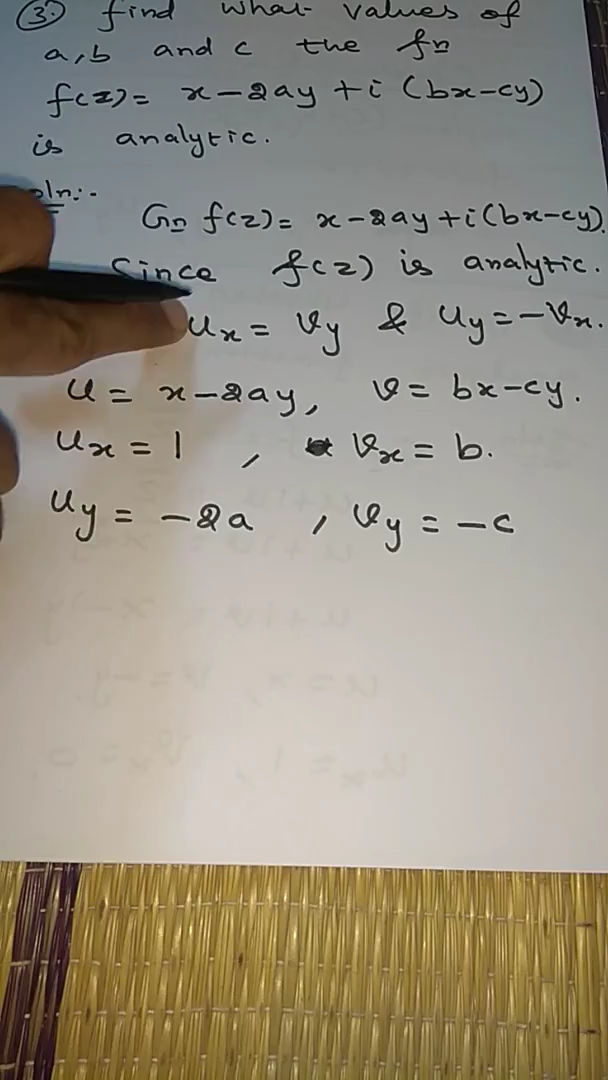 3. find what values of
a,b and c the fn
f(z) = x-2ay + i (bx-cy)
is analytic.
oln:-
Gn f(z) = x-2ay+i(bx-cy).
Since f(z) is analytic.
ux = vy & uy = -vx.
u = x-2ay, v = bx-cy.
ux = 1 , vx = b.
uy = -2a , vy = -c